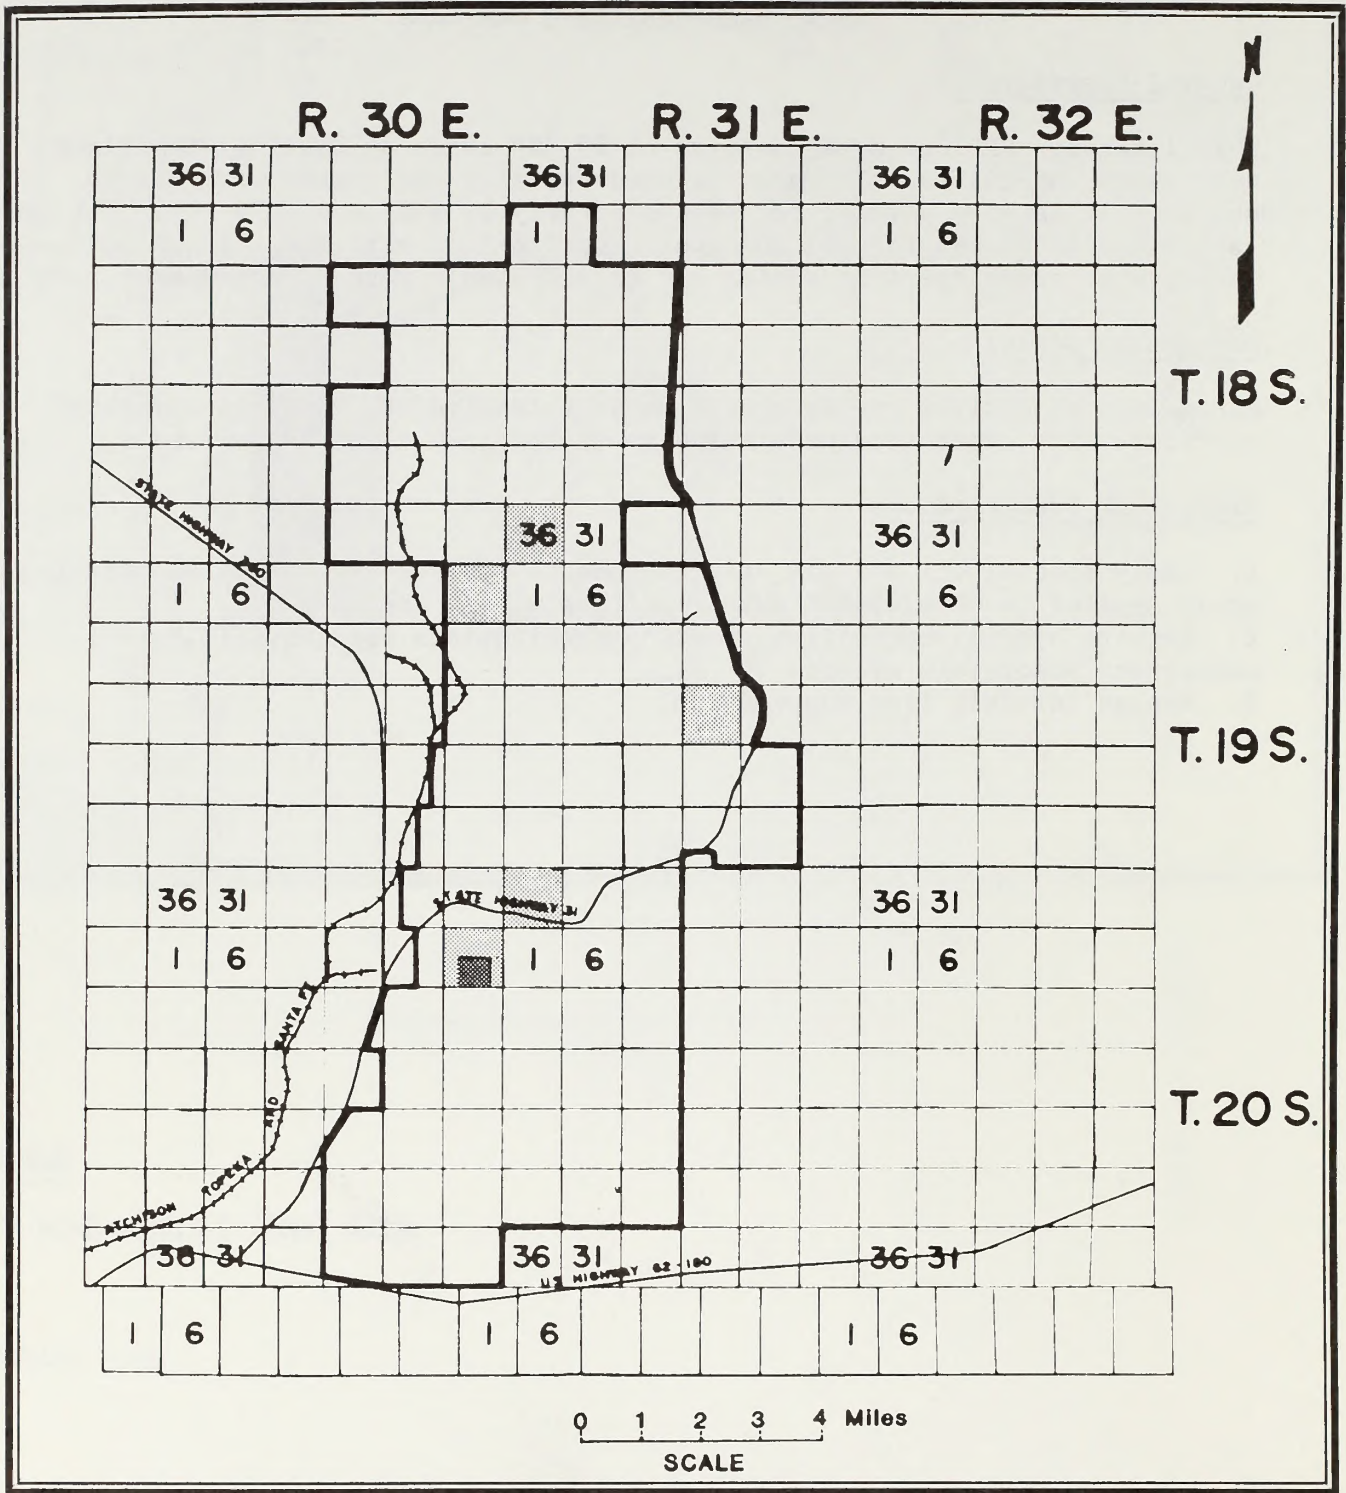 N
R. 30 E. R. 31 E. R. 32 E.
36 31 36 31 36 31
1 6 1 1 6
T. 18 S.
STATE HIGHWAY 360
36 31 36 31
1 6 1 6 1 6
T. 19 S.
36 31 36 31
STATE HIGHWAY 31
1 6 1 6 1 6
SANTA FE
AND
T. 20 S.
TOPEKA
ATCHISON
36 31 36 31 36 31
US HIGHWAY 62-180
1 6 1 6 1 6
0 1 2 3 4 Miles
SCALE